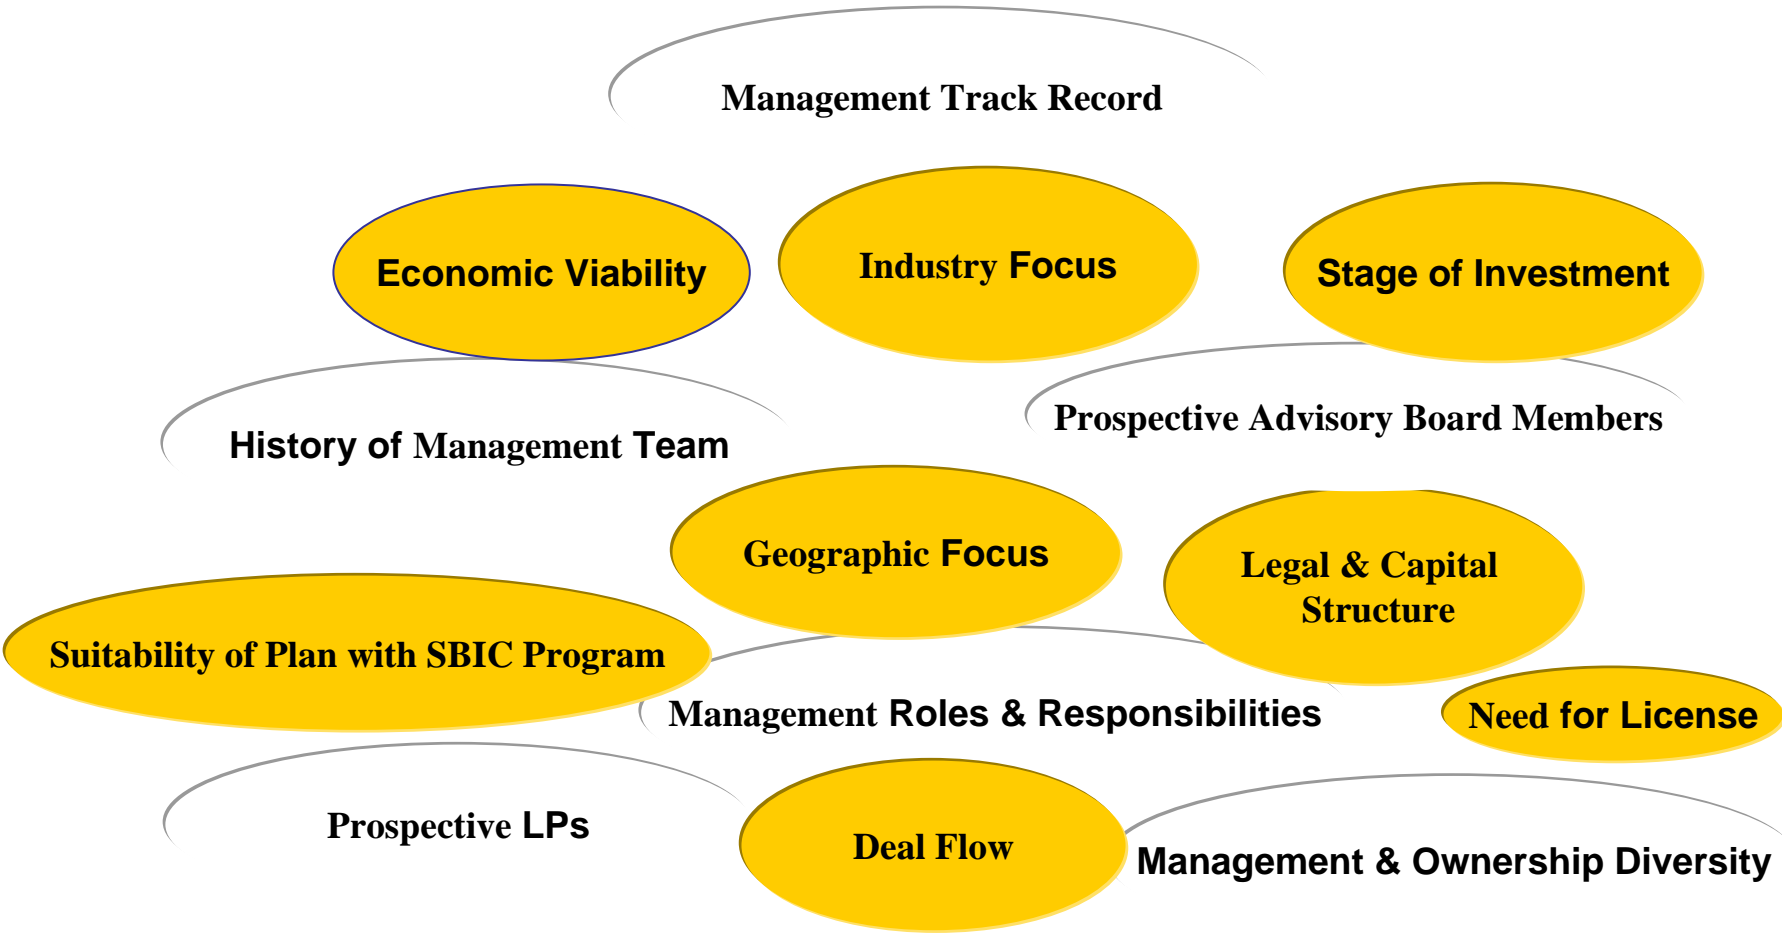 Management Track Record
Economic Viability
Industry Focus
Stage of Investment
Prospective Advisory Board Members
History of Management Team
Geographic Focus
Legal & Capital
Structure
Suitability of Plan with SBIC Program
Management Roles & Responsibilities
Need for License
Prospective LPs
Deal Flow
Management & Ownership Diversity